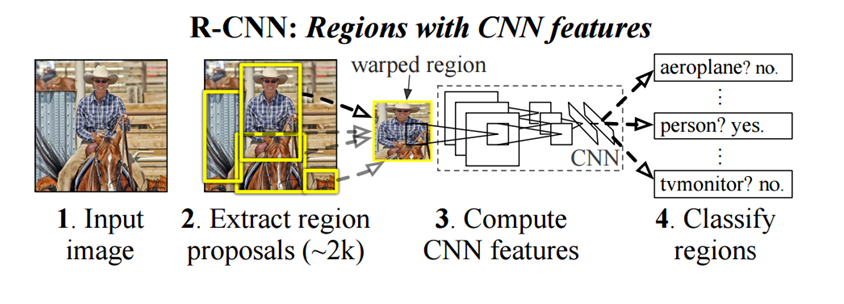 R-CNN: Regions with CNN features
warped region
aeroplane? no.
person? yes.
tvmonitor? no.
CNN
1. Input
image
2. Extract region
proposals (~2k)
3. Compute
CNN features
4. Classify
regions